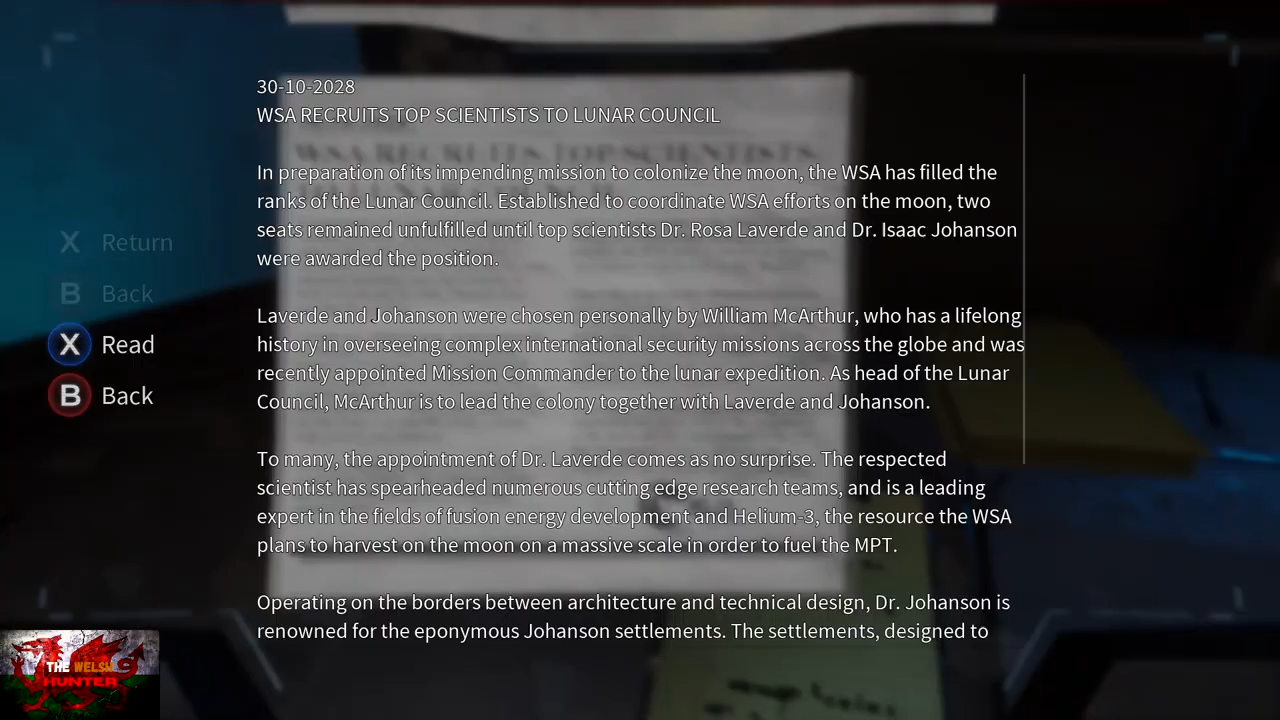 30-10-2028
WSA RECRUITS TOP SCIENTISTS TO LUNAR COUNCIL
In preparation of its impending mission to colonize the moon, the WSA has filled the
ranks of the Lunar Council. Established to coordinate WSA efforts on the moon, two
seats remained unfulfilled until top scientists Dr. Rosa Laverde and Dr. Isaac Johanson
were awarded the position.
Laverde and Johanson were chosen personally by William McArthur, who has a lifelong
history in overseeing complex international security missions across the globe and was
recently appointed Mission Commander to the lunar expedition. As head of the Lunar
Council, McArthur is to lead the colony together with Laverde and Johanson.
To many, the appointment of Dr. Laverde comes as no surprise. The respected
scientist has spearheaded numerous cutting edge research teams, and is a leading
expert in the fields of fusion energy development and Helium-3, the resource the WSA
plans to harvest on the moon on a massive scale in order to fuel the MPT.
Operating on the borders between architecture and technical design, Dr. Johanson is
renowned for the eponymous Johanson settlements. The settlements, designed to
X Return
B Back
X Read
B Back
THE WELSH
HUNTER